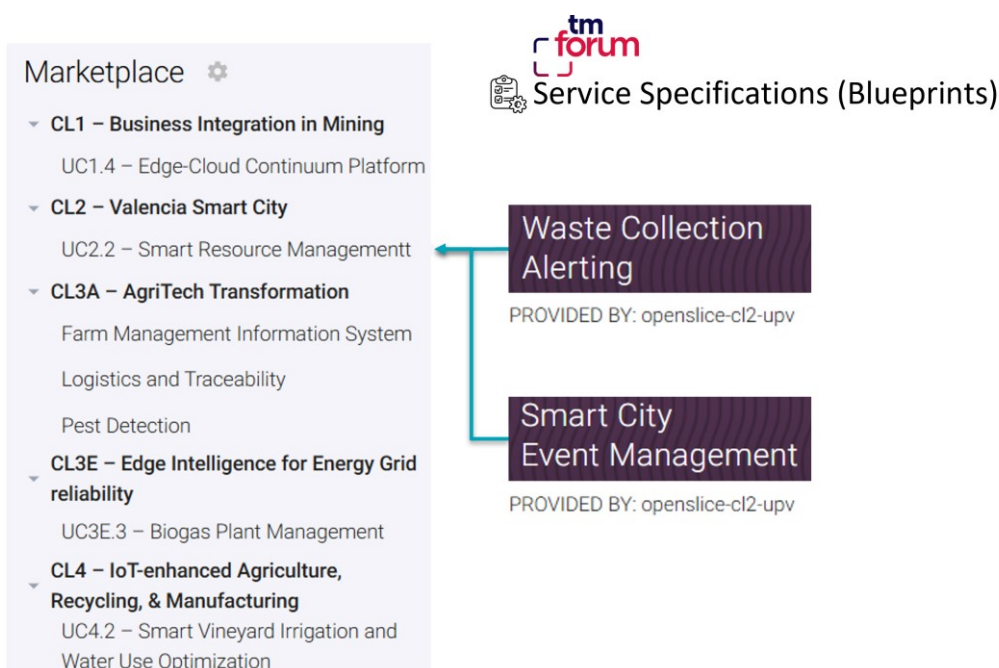 Marketplace
CL1 – Business Integration in Mining
UC1.4 – Edge-Cloud Continuum Platform
CL2 – Valencia Smart City
UC2.2 – Smart Resource Managementt
CL3A – AgriTech Transformation
Farm Management Information System
Logistics and Traceability
Pest Detection
CL3E – Edge Intelligence for Energy Grid
reliability
UC3E.3 – Biogas Plant Management
CL4 – IoT-enhanced Agriculture,
Recycling, & Manufacturing
UC4.2 – Smart Vineyard Irrigation and
Water Use Optimization
tm
forum
Service Specifications (Blueprints)
Waste Collection
Alerting
PROVIDED BY: openslice-cl2-upv
Smart City
Event Management
PROVIDED BY: openslice-cl2-upv